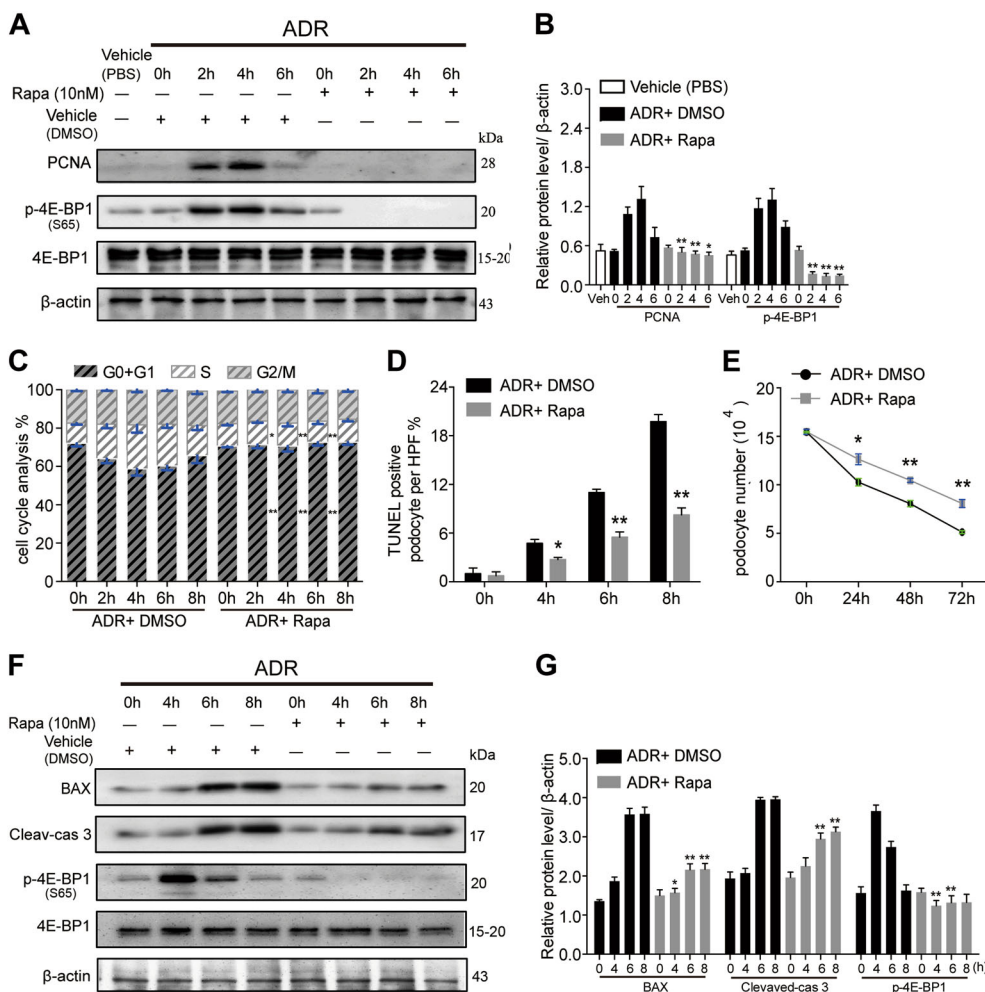 A
ADR
Vehicle
(PBS) 0h 2h 4h 6h 0h 2h 4h 6h
Rapa (10nM) — — — — — + + + +
Vehicle — + + + + — — — —
(DMSO)
kDa
PCNA 28
p-4E-BP1 20
(S65)
4E-BP1 15-20
β-actin 43
B
Relative protein level/ β-actin
3.0
2.4
1.8
1.2
0.6
0.0
Vehicle (PBS)
ADR+ DMSO
ADR+ Rapa
** ** * ** ** **
Veh 0 2 4 6 0 2 4 6 Veh 0 2 4 6 0 2 4 6
PCNA p-4E-BP1
C
G0+G1 S G2/M
cell cycle analysis %
100
80
60
40
20
0
* ** **
** ** **
0h 2h 4h 6h 8h 0h 2h 4h 6h 8h
ADR+ DMSO ADR+ Rapa
D
TUNEL positive
podocyte per HPF %
24
18
12
6
0
ADR+ DMSO
ADR+ Rapa
* ** **
0h 4h 6h 8h
E
podocyte number (10 4)
20
15
10
5
0
ADR+ DMSO
ADR+ Rapa
* ** **
0h 24h 48h 72h
F
ADR
0h 4h 6h 8h 0h 4h 6h 8h
Rapa (10nM) — — — — + + + +
Vehicle + + + + — — — —
(DMSO)
kDa
BAX 20
Cleav-cas 3 17
p-4E-BP1 20
(S65)
4E-BP1 15-20
β-actin 43
G
Relative protein level/ β-actin
5.0
4.0
3.0
2.0
1.0
0.0
ADR+ DMSO
ADR+ Rapa
* ** ** ** ** ** **
0 4 6 8 0 4 6 8 0 4 6 8 0 4 6 8 0 4 6 8 0 4 6 8 (h)
BAX Clevaved-cas 3 p-4E-BP1